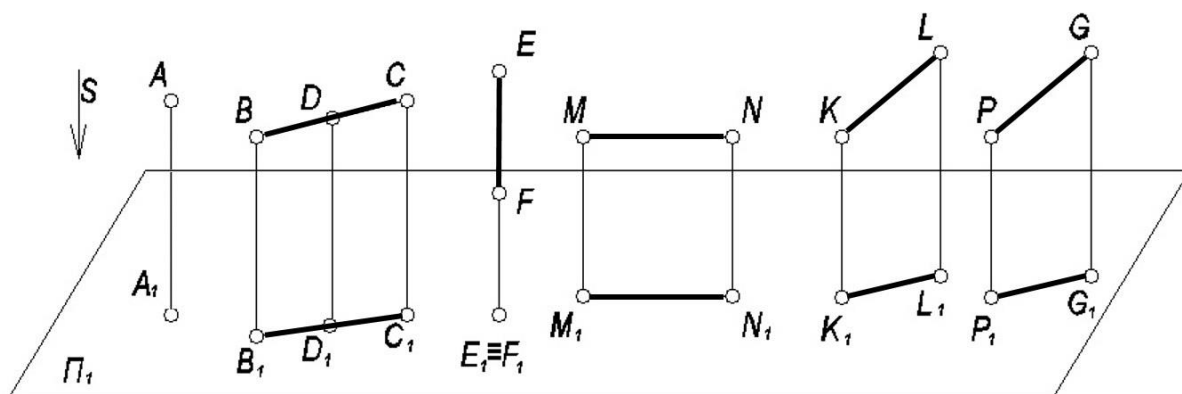 S A B D C E F M N K L P G
A₁ B₁ D₁ C₁ E₁≡F₁ M₁ N₁ K₁ L₁ P₁ G₁
П₁